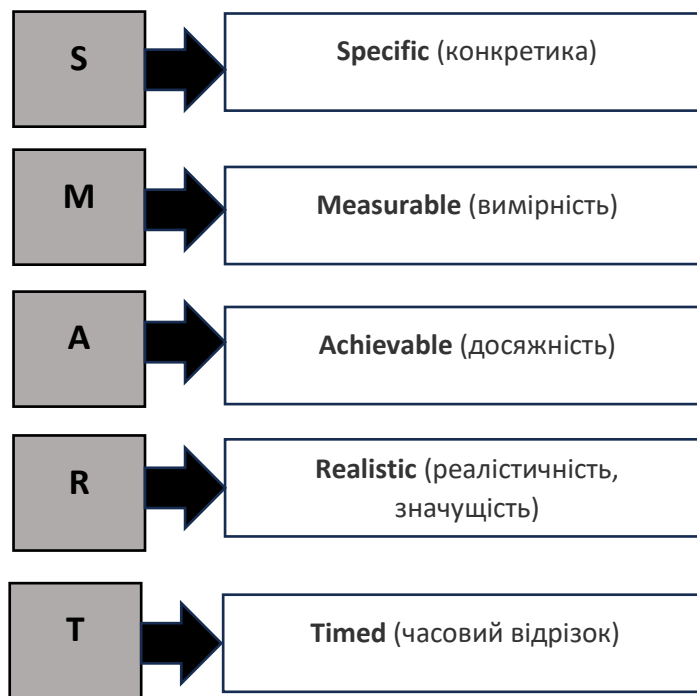 S
Specific (конкретика)
M
Measurable (вимірність)
A
Achievable (досяжність)
R
Realistic (реалістичність,
значущість)
T
Timed (часовий відрізок)